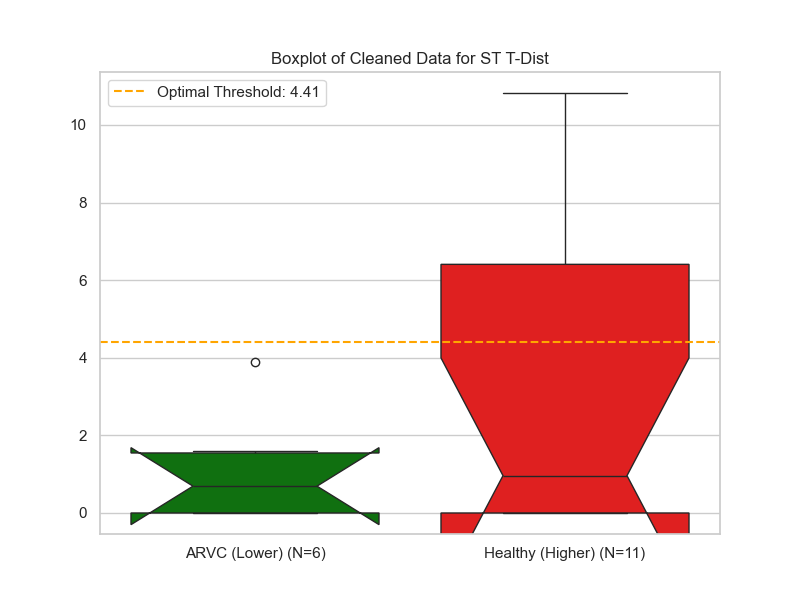 Boxplot of Cleaned Data for ST T-Dist
Optimal Threshold: 4.41
10
8
6
4
2
0
ARVC (Lower) (N=6)
Healthy (Higher) (N=11)